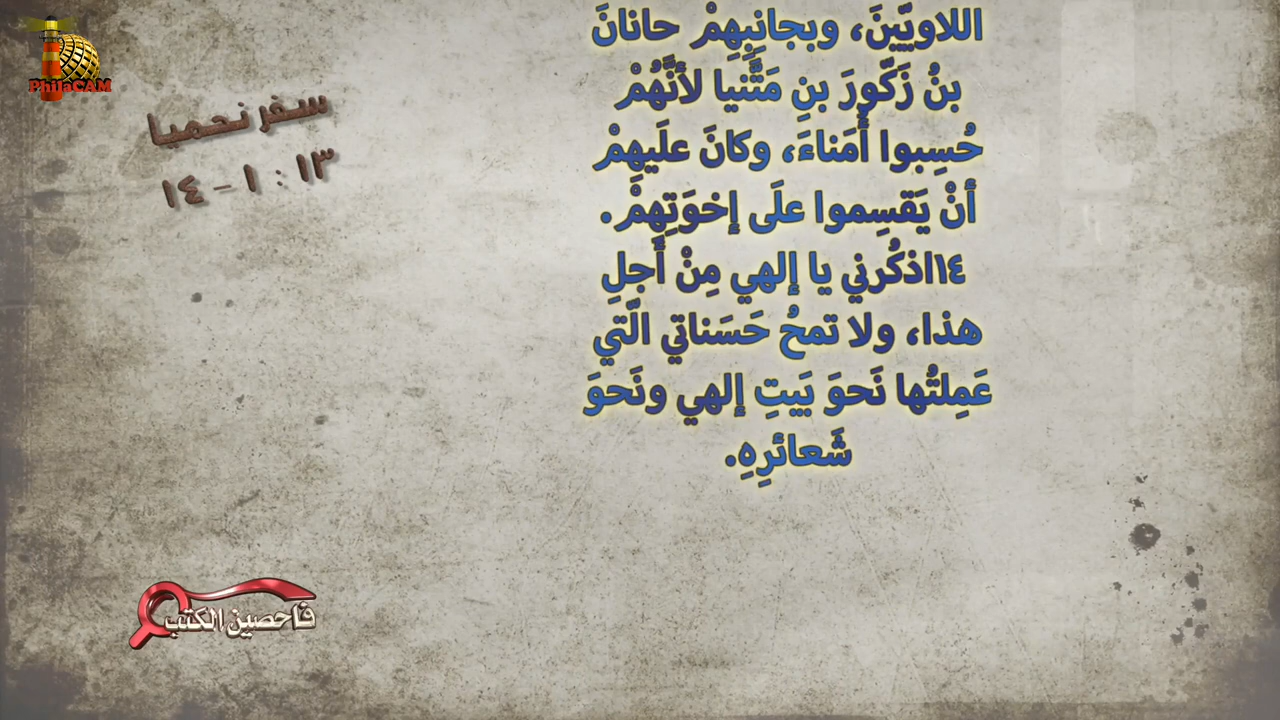 PhilaCAM
سفر نحميا
١٣ : ١ - ١٤
اللاويّينَ، وبجانِبِهِمْ حانانَ
بنُ زَكّورَ بنِ مَتَّنيا لأنَّهُمْ
حُسِبوا أُمَناءَ، وكانَ علَيهِمْ
أنْ يَقسِموا علَى إخوَتِهِمْ.
١٤اذكُرني يا إلهي مِنْ أجلِ
هذا، ولا تمحُ حَسَناتي الّتي
عَمِلتُها نَحوَ بَيتِ إلهي ونَحوَ
شَعائرِهِ.
فاحصين الكتب